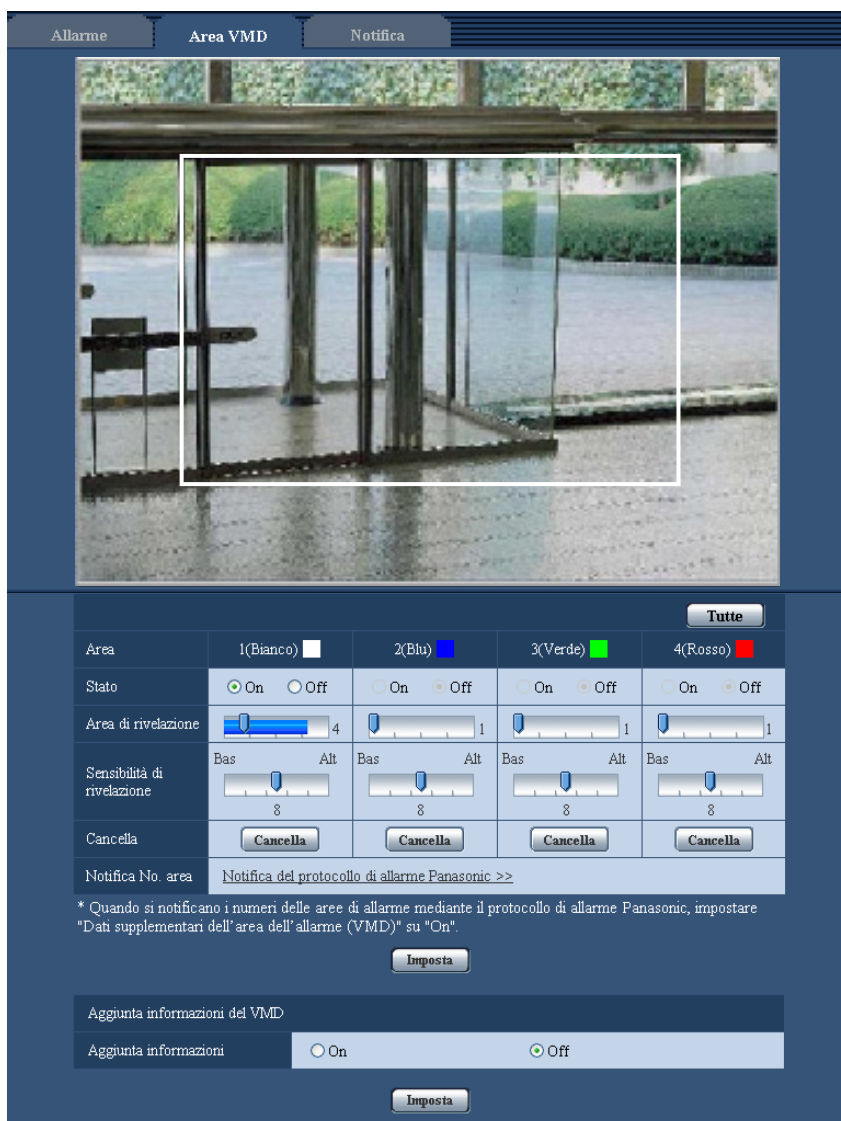 Allarme Area VMD Notifica
Tutte
Area 1(Bianco) 2(Blu) 3(Verde) 4(Rosso)
Stato On Off On Off On Off On Off
Area di rivelazione 4 1 1 1
Bas Alt Bas Alt Bas Alt Bas Alt
Sensibilità di
rivelazione
8 8 8 8
Cancella Cancella Cancella Cancella Cancella
Notifica No. area Notifica del protocollo di allarme Panasonic >>
* Quando si notificano i numeri delle aree di allarme mediante il protocollo di allarme Panasonic, impostare
"Dati supplementari dell'area dell'allarme (VMD)" su "On".
Imposta
Aggiunta informazioni del VMD
Aggiunta informazioni On Off
Imposta